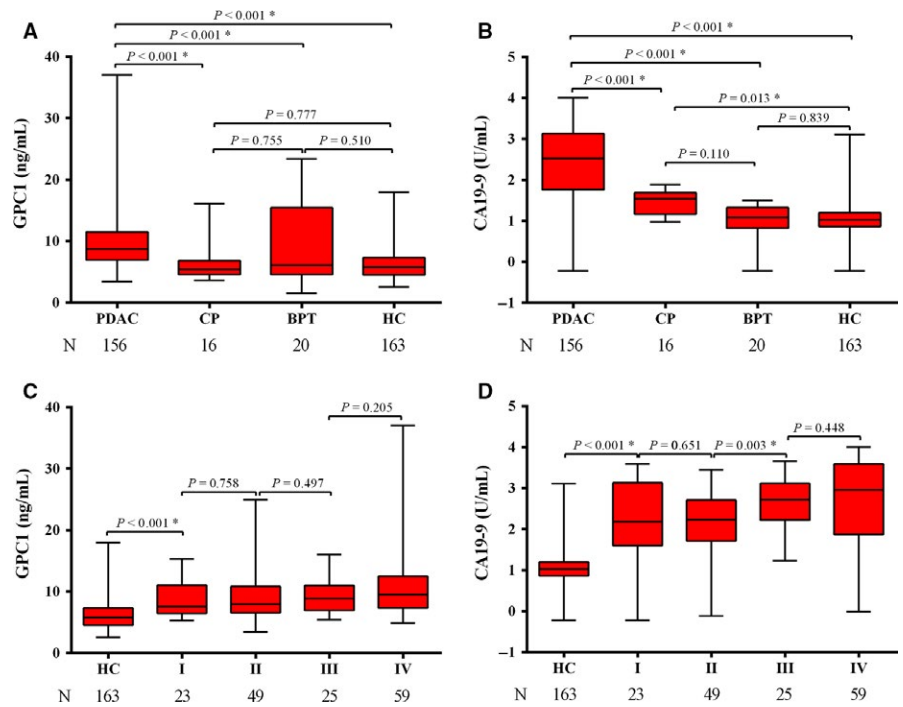 A
P < 0.001 *
P < 0.001 *
P < 0.001 *
P = 0.777
P = 0.755
P = 0.510
GPC1 (ng/mL)
40
30
20
10
0
PDAC CP BPT HC
N 156 16 20 163
B
P < 0.001 *
P < 0.001 *
P < 0.001 *
P = 0.013 *
P = 0.839
P = 0.110
CA19-9 (U/mL)
5
4
3
2
1
0
–1
PDAC CP BPT HC
N 156 16 20 163
C
P = 0.205
P = 0.758
P = 0.497
P < 0.001 *
GPC1 (ng/mL)
40
30
20
10
0
HC I II III IV
N 163 23 49 25 59
D
P = 0.448
P < 0.001 *
P = 0.651
P = 0.003 *
CA19-9 (U/mL)
5
4
3
2
1
0
–1
HC I II III IV
N 163 23 49 25 59